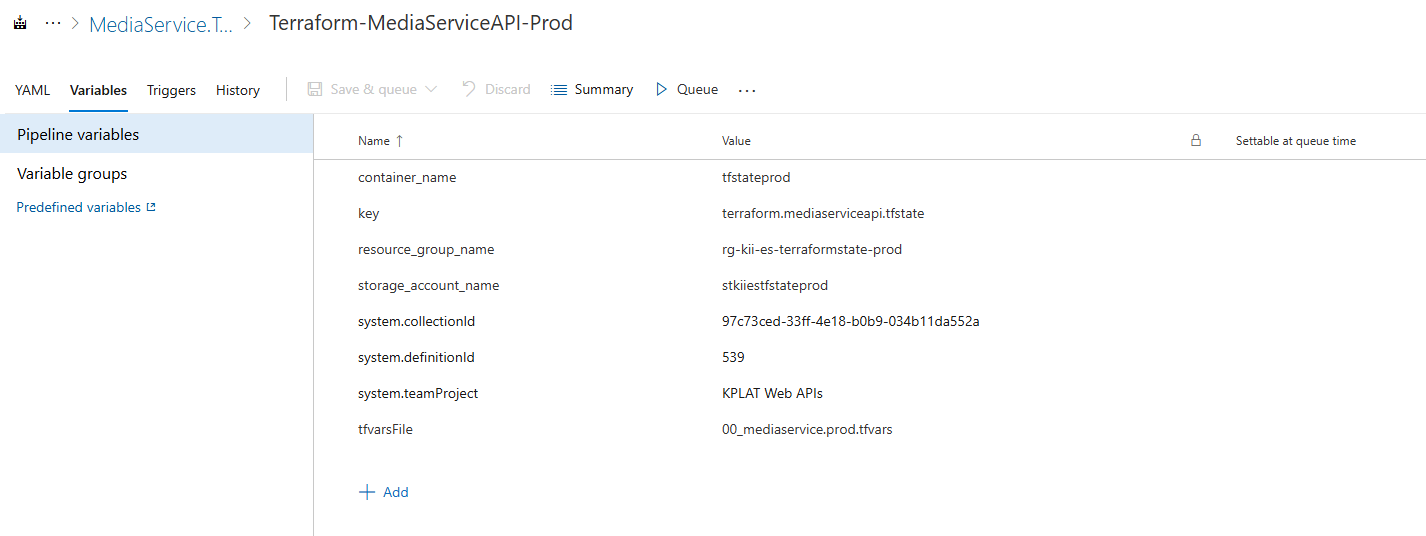 ··· > MediaService.T... > Terraform-MediaServiceAPI-Prod
YAML Variables Triggers History Save & queue Discard Summary Queue ···
Pipeline variables
Variable groups
Predefined variables
Name ↑ Value Settable at queue time
container_name tfstateprod
key terraform.mediaserviceapi.tfstate
resource_group_name rg-kii-es-terraformstate-prod
storage_account_name stkiiestfstateprod
system.collectionId 97c73ced-33ff-4e18-b0b9-034b11da552a
system.definitionId 539
system.teamProject KPLAT Web APIs
tfvarsFile 00_mediaservice.prod.tfvars
+ Add